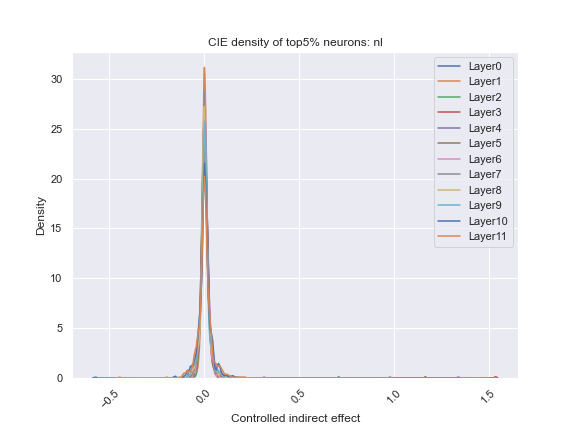 CIE density of top5% neurons: nl
Layer0
Layer1
Layer2
Layer3
Layer4
Layer5
Layer6
Layer7
Layer8
Layer9
Layer10
Layer11
30
25
20
15
10
5
0
Density
−0.5
0.0
0.5
1.0
1.5
Controlled indirect effect